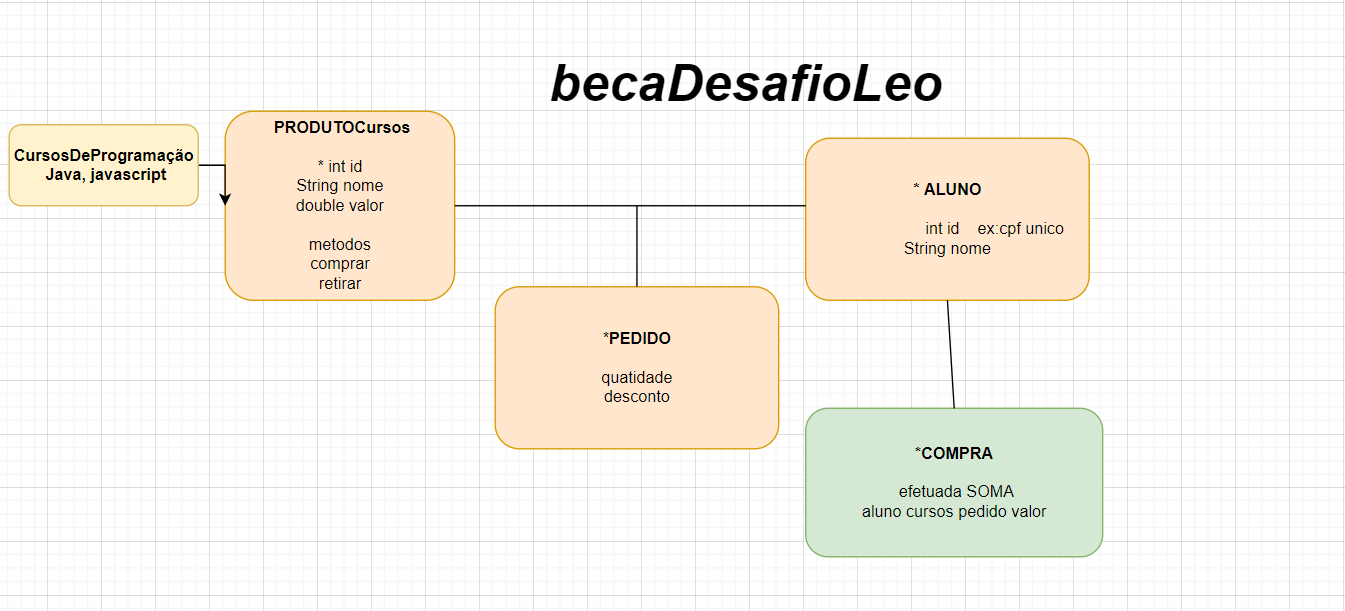 becaDesafioLeo
CursosDeProgramação
Java, javascript
PRODUTOCursos
* int id
String nome
double valor
metodos
comprar
retirar
* ALUNO
int id ex:cpf unico
String nome
*PEDIDO
quatidade
desconto
*COMPRA
efetuada SOMA
aluno cursos pedido valor